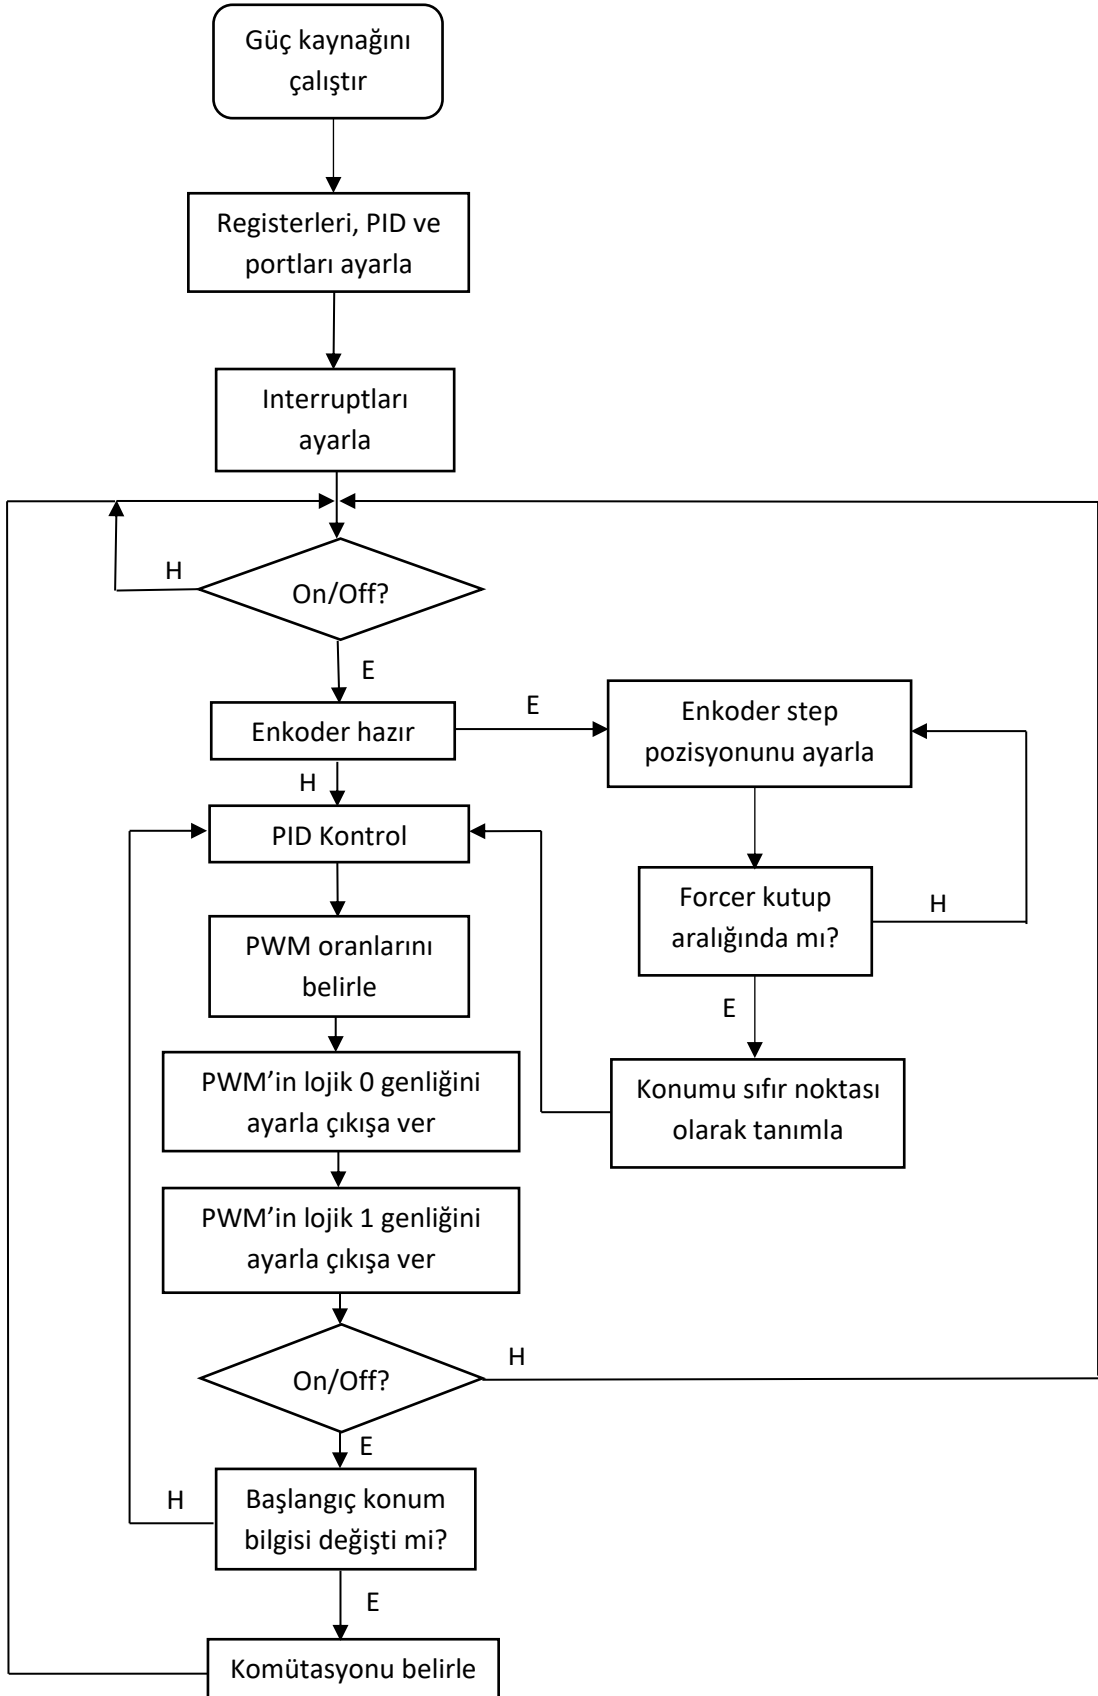 Güç kaynağını
çalıştır
Registerleri, PID ve
portları ayarla
Interruptları
ayarla
H
On/Off?
E
Enkoder hazır
E
Enkoder step
pozisyonunu ayarla
H
PID Kontrol
Forcer kutup
aralığında mı?
H
PWM oranlarını
belirle
E
PWM’in lojik 0 genliğini
ayarla çıkışa ver
Konumu sıfır noktası
olarak tanımla
PWM’in lojik 1 genliğini
ayarla çıkışa ver
On/Off?
H
E
H
Başlangıç konum
bilgisi değişti mi?
E
Komütasyonu belirle